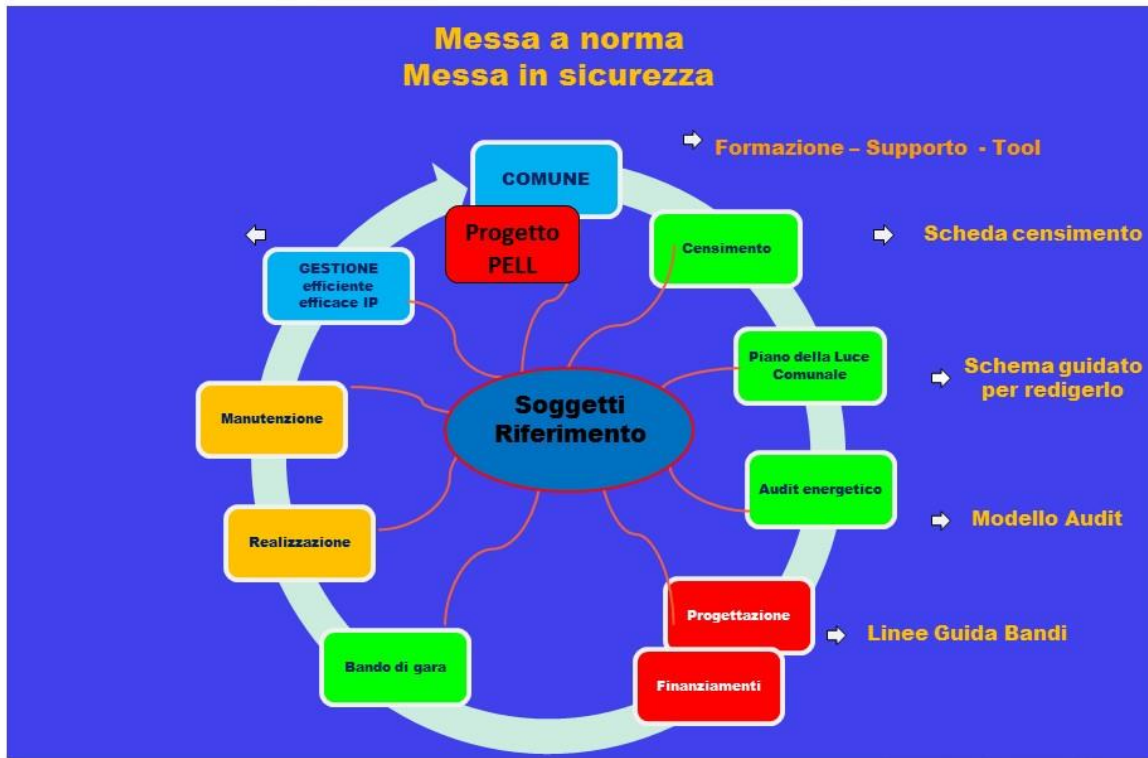 Messa a norma
Messa in sicurezza
Formazione – Supporto - Tool
COMUNE
Progetto
PELL
Censimento
Scheda censimento
GESTIONE
efficiente
efficace IP
Piano della Luce
Comunale
Schema guidato
per redigerlo
Soggetti
Riferimento
Manutenzione
Audit energetico
Modello Audit
Realizzazione
Progettazione
Linee Guida Bandi
Bando di gara
Finanziamenti